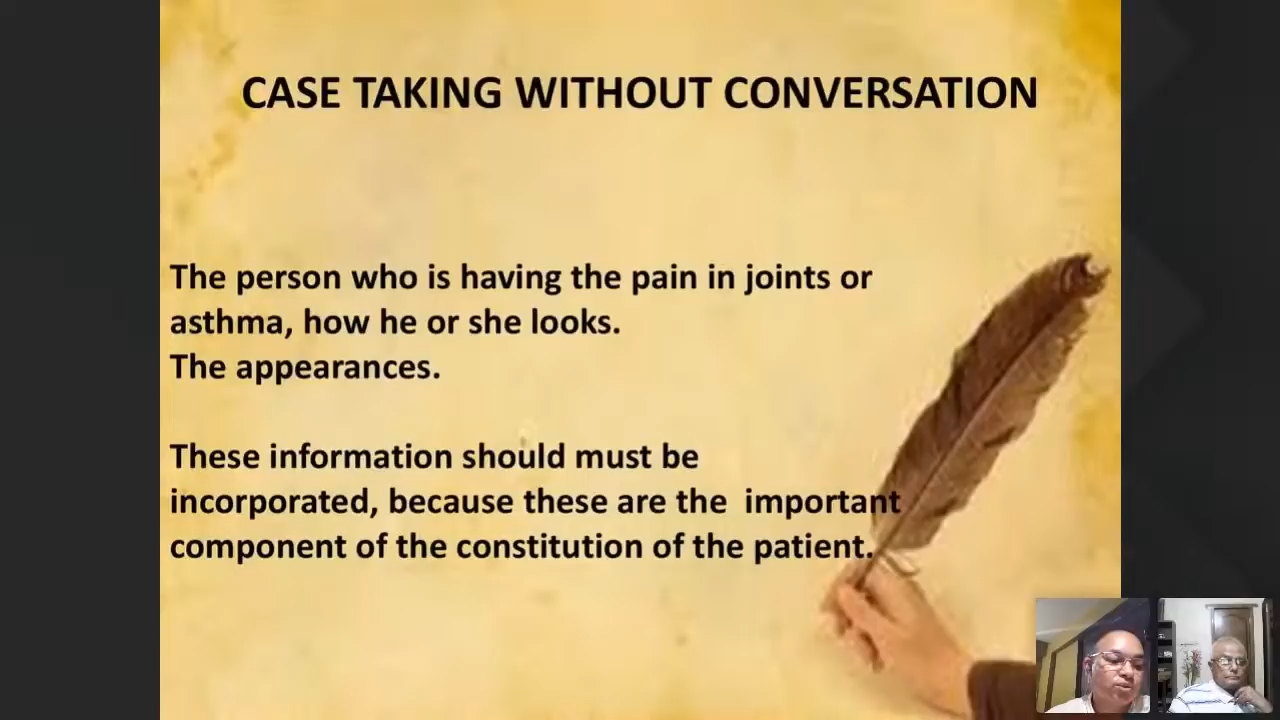 CASE TAKING WITHOUT CONVERSATION
The person who is having the pain in joints or
asthma, how he or she looks.
The appearances.
These information should must be
incorporated, because these are the  important
component of the constitution of the patient.